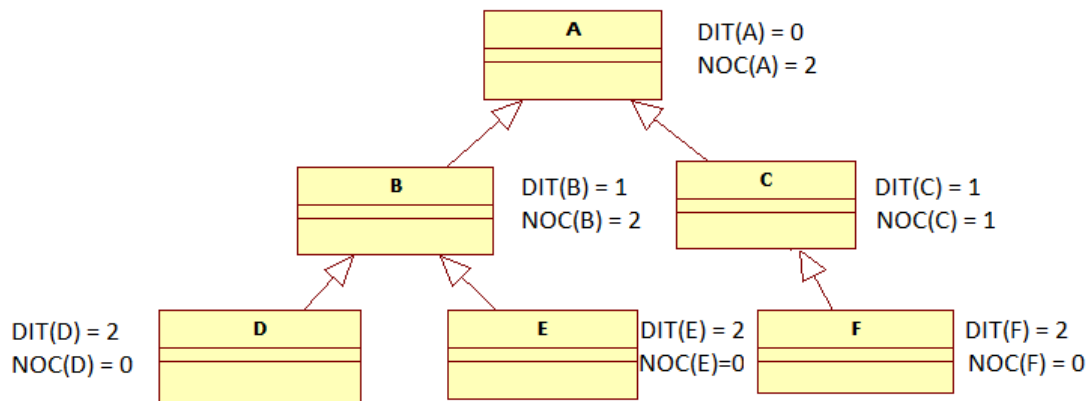 A
DIT(A) = 0
NOC(A) = 2
B
DIT(B) = 1
NOC(B) = 2
C
DIT(C) = 1
NOC(C) = 1
DIT(D) = 2
NOC(D) = 0
D
E
DIT(E) = 2
NOC(E)=0
F
DIT(F) = 2
NOC(F) = 0